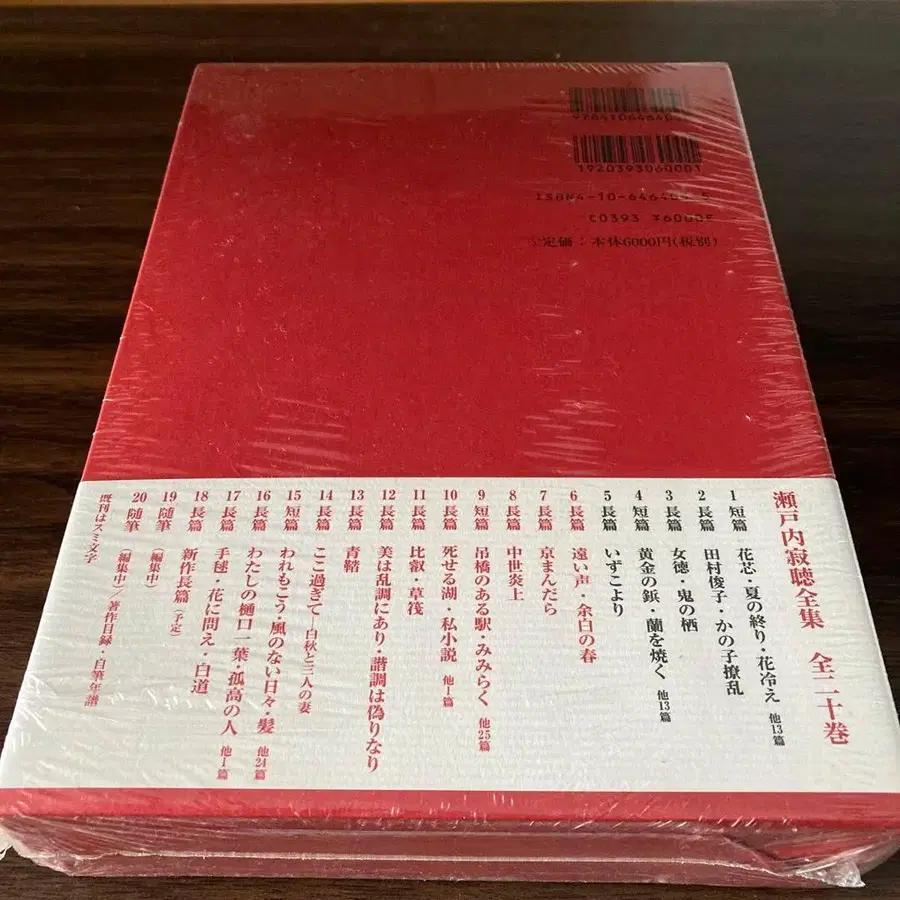 1920393060001
C0393 ¥6000E
定価：本体6000円(税別)
瀬戸内寂聴全集 全二十巻
1 短篇 花芯・夏の終り・花冷え 他13篇
2 長篇 田村俊子・かの子撩乱
3 長篇 女徳・鬼の栖
4 短篇 黄金の鋲・蘭を焼く 他13篇
5 長篇 いずこより
6 長篇 遠い声・余白の春
7 長篇 京まんだら
8 長篇 中世炎上
9 短篇 吊橋のある駅・みみらく 他25篇
10 長篇 死せる湖・私小説 他1篇
11 長篇 比叡・草筏
12 長篇 美は乱調にあり・諧調は偽りなり
13 長篇 青鞜
14 長篇 ここ過ぎて―白秋と三人の妻
15 短篇 われもこう・風のない日々・髪 他24篇
16 長篇 わたしの樋口一葉・孤高の人 他1篇
17 長篇 手毬・花に問え・白道
18 長篇 新作長篇（予定）
19 随筆 （編集中）
20 随筆 （編集中）／著作目録・自筆年譜
既刊はスミ文字